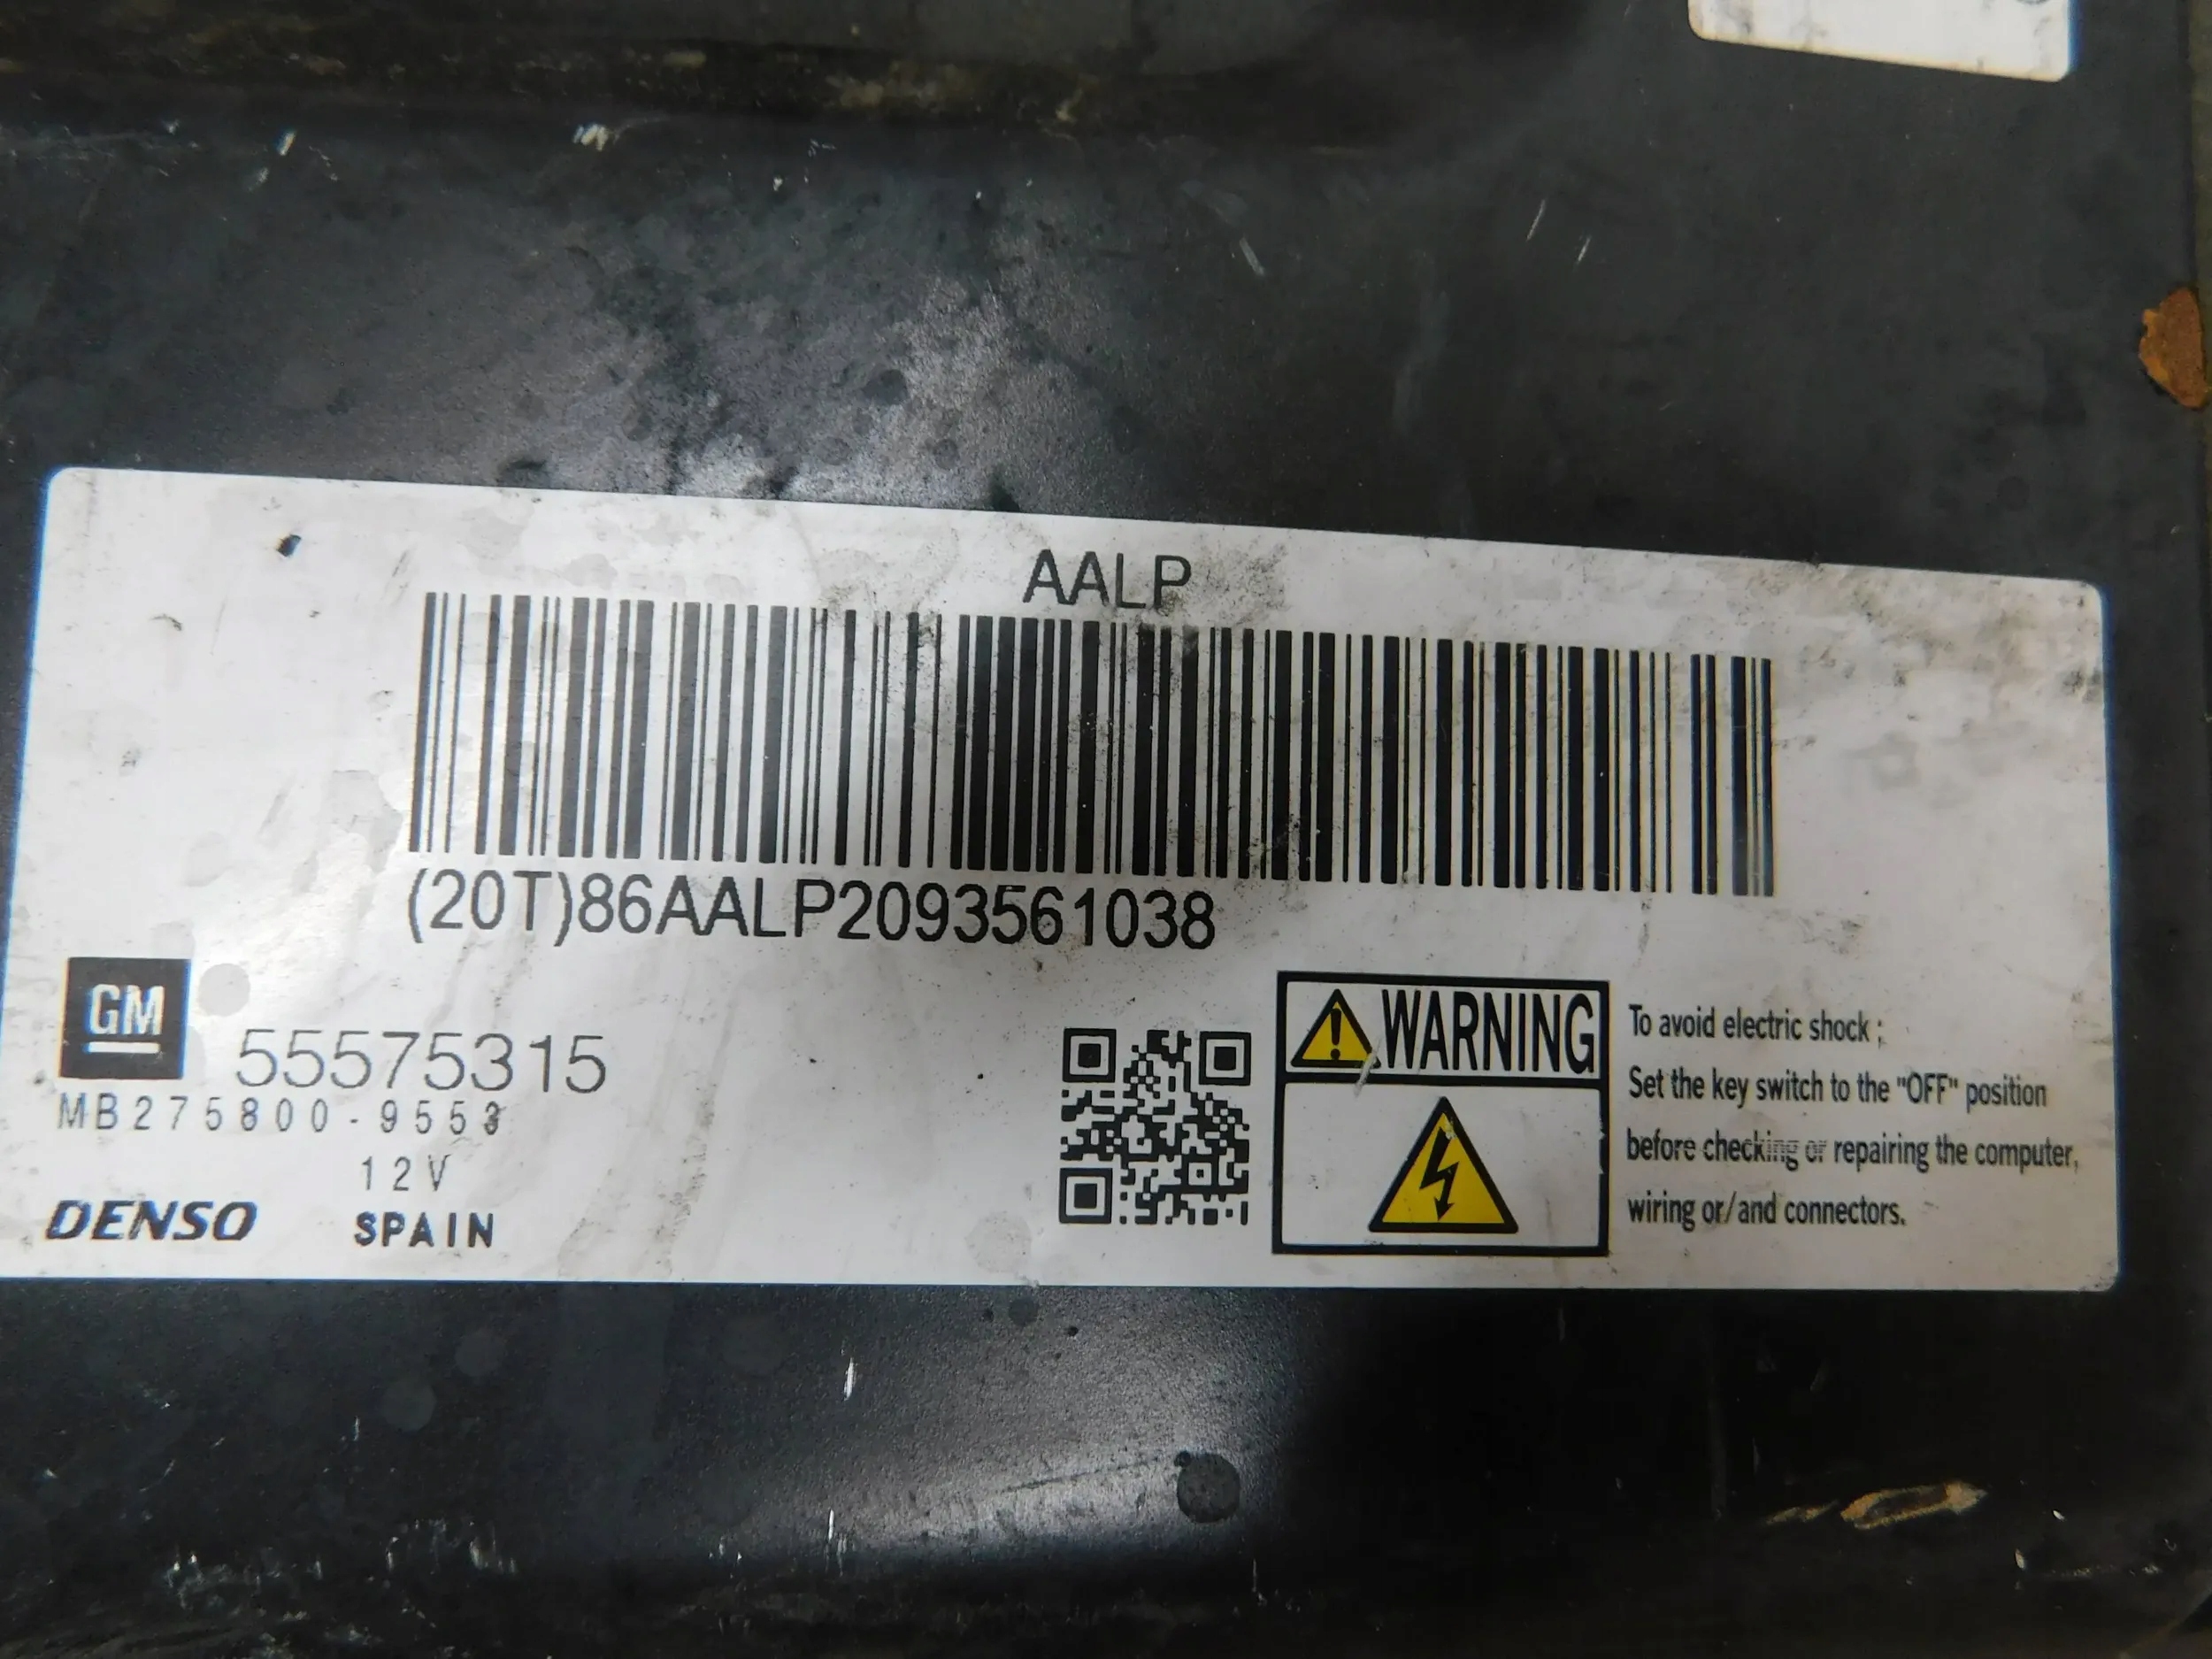 AALP
(20T)86AALP2093561038
GM
55575315
MB275800-9553
12V
DENSO
SPAIN
WARNING
To avoid electric shock ;
Set the key switch to the "OFF" position
before checking or repairing the computer,
wiring or/and connectors.